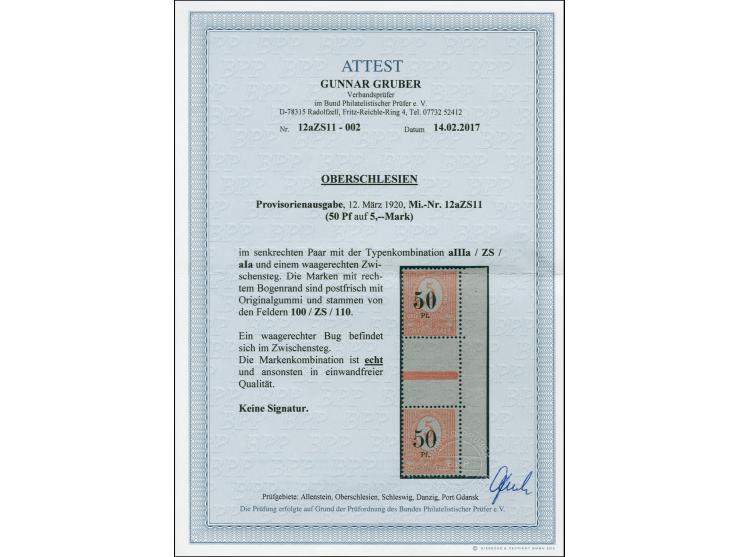 ATTEST
GUNNAR GRUBER
Verbandsprüfer
im Bund Philatelistischer Prüfer e. V.
D-78315 Radolfzell, Fritz-Reichle-Ring 4, Tel. 07732 52412
Nr. 12aZS11 - 002 Datum 14.02.2017
OBERSCHLESIEN
Provisorienausgabe, 12. März 1920, Mi.-Nr. 12aZS11
(50 Pf auf 5,--Mark)
im senkrechten Paar mit der Typenkombination aIIIa / ZS /
aIa und einem waagerechten Zwi-
schensteg. Die Marken mit rech-
tem Bogenrand sind postfrisch mit
Originalgummi und stammen von
den Feldern 100 / ZS / 110.
Ein waagerechter Bug befindet
sich im Zwischensteg.
Die Markenkombination ist echt
und ansonsten in einwandfreier
Qualität.
Keine Signatur.
5
50
Pf.
5
50
Pf.
Prüfgebiete: Allenstein, Oberschlesien, Schleswig, Danzig, Port Gdansk
Die Prüfung erfolgte auf Grund der Prüfordnung des Bundes Philatelistischer Prüfer e.V.